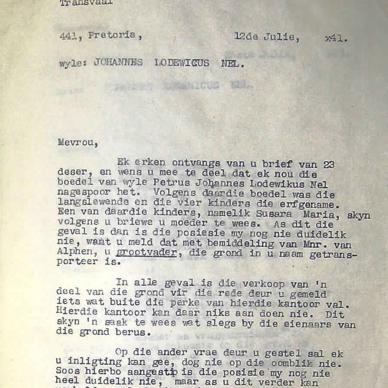 Transvaal
441, Pretoria, 12de Julie, x41.
wyle: JOHANNES LODEWICUS NEL.
Mevrou,
Ek erken ontvangs van u brief van 23
deser, en wens u mee te deel dat ek nou die
boedel van wyle Petrus Johannes Lodewikus Nel
nagespoor het. Volgens daardie boedel was die
langslewende en die vier kinders die erfgename.
Een van daardie kinders, namelik Susara Maria, skyn
volgens u briewe u moeder te wees. As dit die
geval is dan is die posiesie my nog nie duidelik
nie, want u meld dat met bemiddeling van Mnr. van
Alphen, u grootvader, die grond in u naam getrans-
porteer is.
In alle geval is die verkoop van 'n
deel van die grond vir die rede deur u gemeld
iets wat buite die perke van hierdie kantoor val.
Hierdie kantoor kan daar niks aan doen nie. Dit
skyn 'n saak te wees wat slegs by die eienaars van
die grond berus.
Op die ander vrae deur u gestel sal ek
u inligting kan gee, dog nie op die oomblik nie.
Soos hierbo aangestip is die posisie my nog nie
heel duidelik nie, maar as u dit verder kan